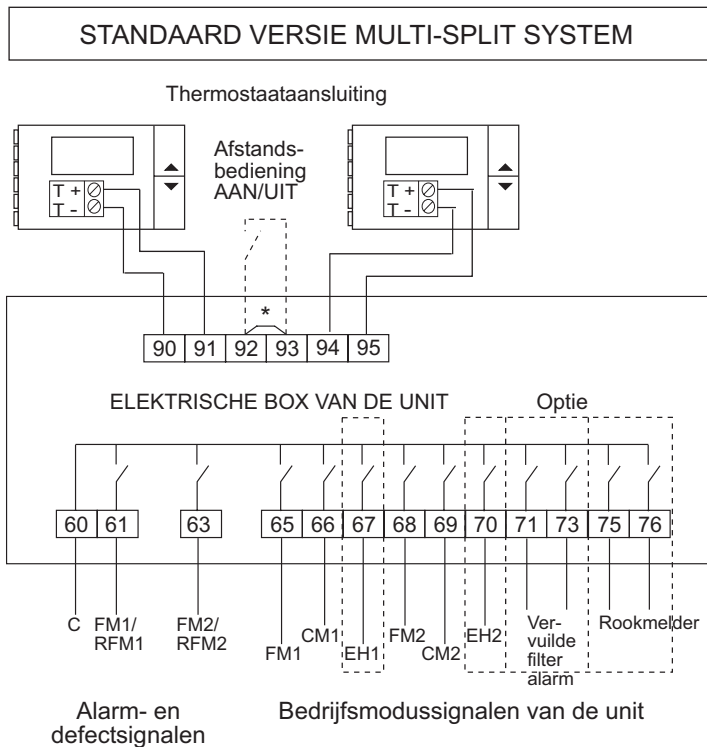 STANDAARD VERSIE MULTI-SPLIT SYSTEM
Thermostaataansluiting
Afstands-
bediening
AAN/UIT
T +
T -
T +
T -
*
90 91 92 93 94 95
ELEKTRISCHE BOX VAN DE UNIT
Optie
60 61 63 65 66 67 68 69 70 71 73 75 76
C
FM1/
RFM1
FM2/
RFM2
FM1
CM1
EH1
FM2
CM2
EH2
Ver-
vuilde
filter
alarm
Rookmelder
Alarm- en
defectsignalen
Bedrijfsmodussignalen van de unit